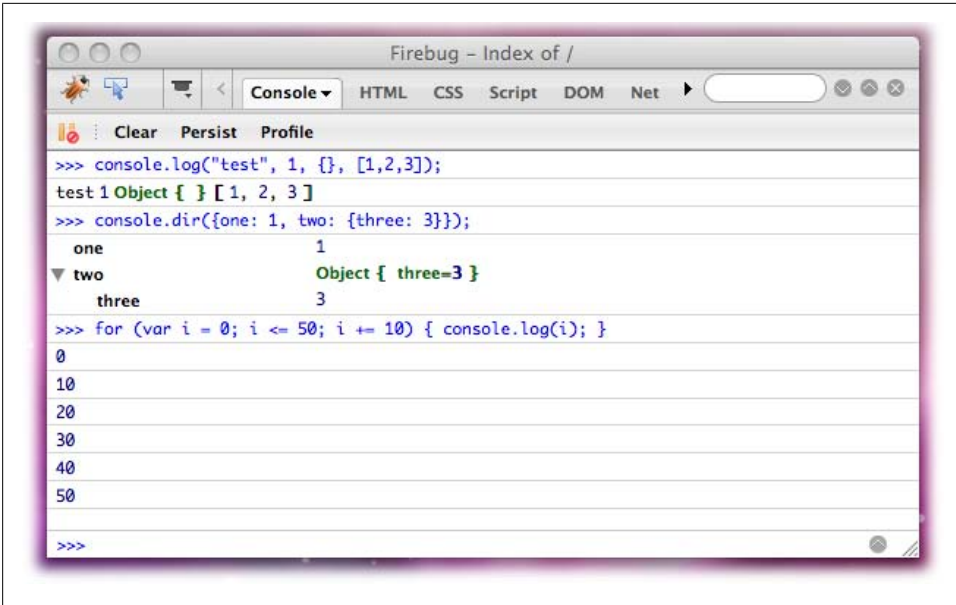 Firebug – Index of /
< Console HTML CSS Script DOM Net
Clear Persist Profile
>>> console.log("test", 1, {}, [1,2,3]);
test 1 Object { } [ 1, 2, 3 ]
>>> console.dir({one: 1, two: {three: 3}});
one 1
two Object { three=3 }
three 3
>>> for (var i = 0; i <= 50; i += 10) { console.log(i); }
0
10
20
30
40
50
>>>